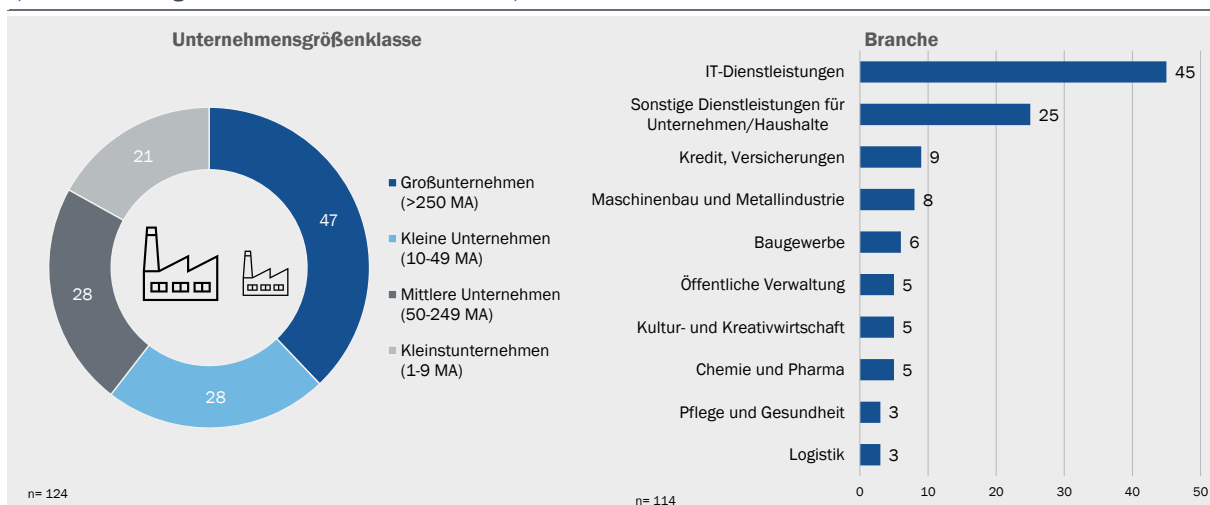 Unternehmensgrößenklasse
21
47
28
28
Großunternehmen
(>250 MA)
Kleine Unternehmen
(10-49 MA)
Mittlere Unternehmen
(50-249 MA)
Kleinstunternehmen
(1-9 MA)
n= 124
Branche
IT-Dienstleistungen
45
Sonstige Dienstleistungen für
Unternehmen/Haushalte
25
Kredit, Versicherungen
9
Maschinenbau und Metallindustrie
8
Baugewerbe
6
Öffentliche Verwaltung
5
Kultur- und Kreativwirtschaft
5
Chemie und Pharma
5
Pflege und Gesundheit
3
Logistik
3
0 10 20 30 40 50
n= 114